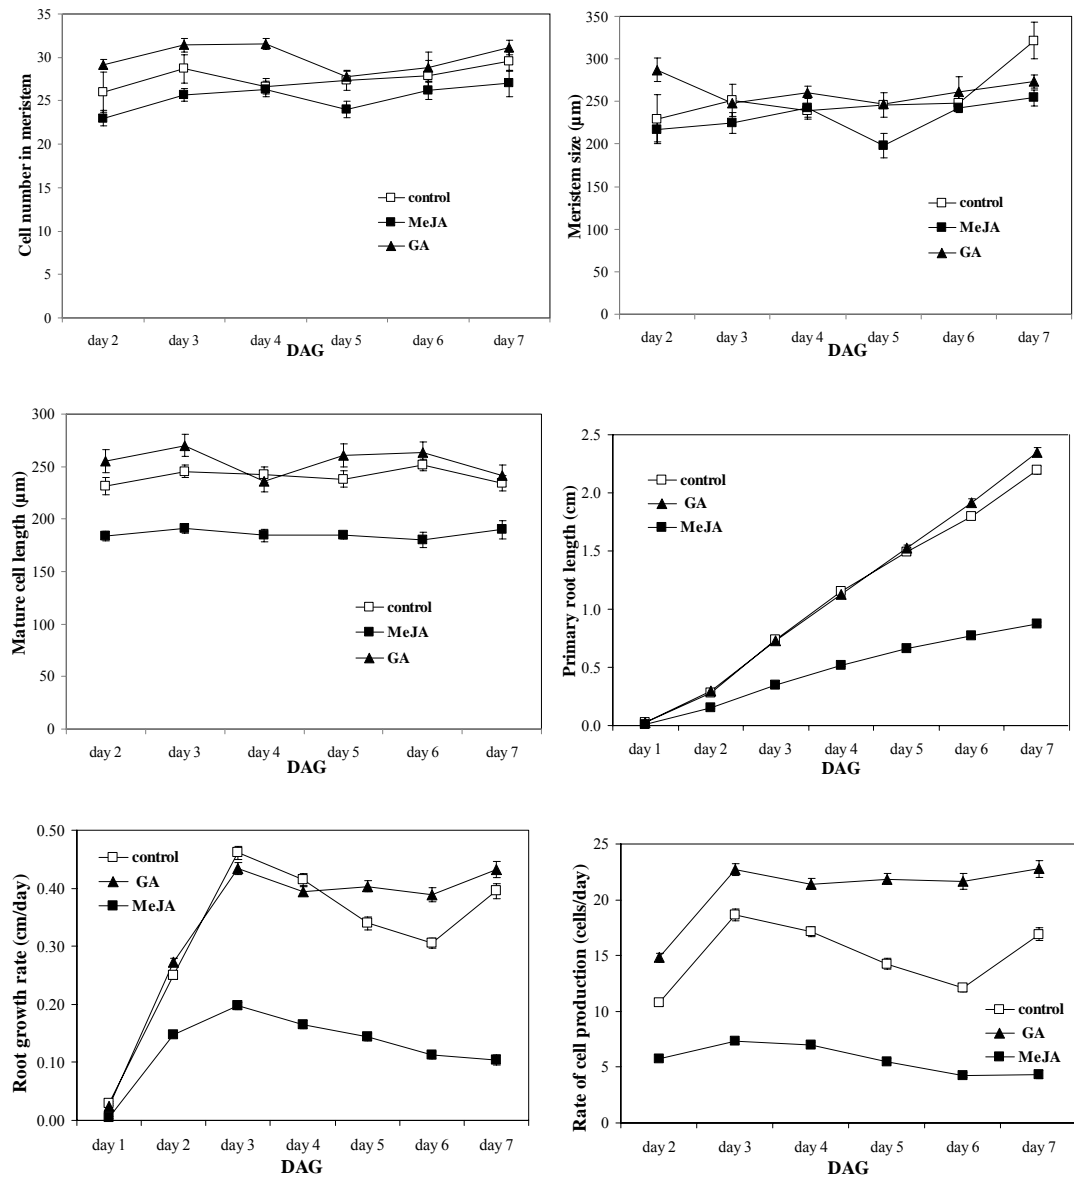 Cell number in meristem
35
30
25
20
15
10
5
0
control
MeJA
GA
day 2 day 3 day 4 day 5 day 6 day 7
DAG
Meristem size (µm)
350
300
250
200
150
100
50
0
control
MeJA
GA
day 2 day 3 day 4 day 5 day 6 day 7
DAG
Mature cell length (µm)
300
250
200
150
100
50
0
control
MeJA
GA
day 2 day 3 day 4 day 5 day 6 day 7
DAG
Primary root length (cm)
2.5
2.0
1.5
1.0
0.5
0.0
control
GA
MeJA
day 1 day 2 day 3 day 4 day 5 day 6 day 7
DAG
Root growth rate (cm/day)
0.50
0.40
0.30
0.20
0.10
0.00
control
GA
MeJA
day 1 day 2 day 3 day 4 day 5 day 6 day 7
DAG
Rate of cell production (cells/day)
25
20
15
10
5
0
control
GA
MeJA
day 2 day 3 day 4 day 5 day 6 day 7
DAG